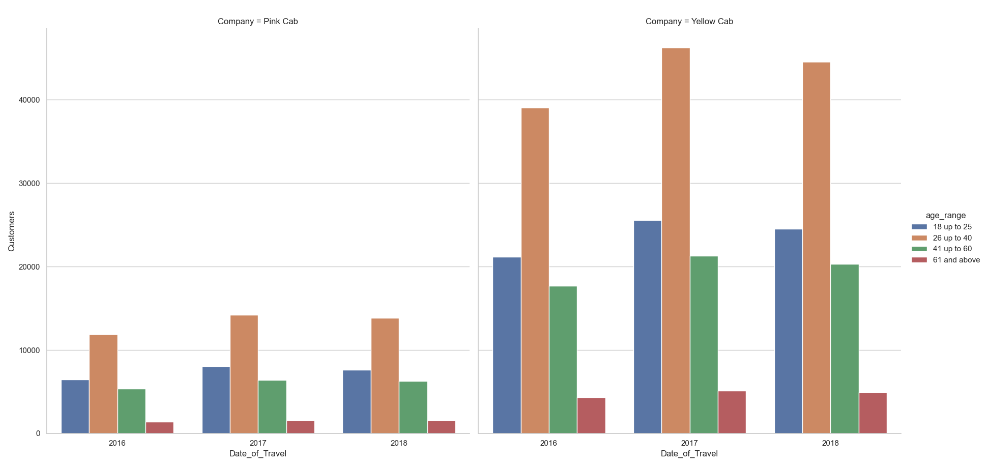 Company = Pink Cab
Company = Yellow Cab
Customers
40000
30000
20000
10000
0
2016
2017
2018
Date_of_Travel
2016
2017
2018
Date_of_Travel
age_range
18 up to 25
26 up to 40
41 up to 60
61 and above